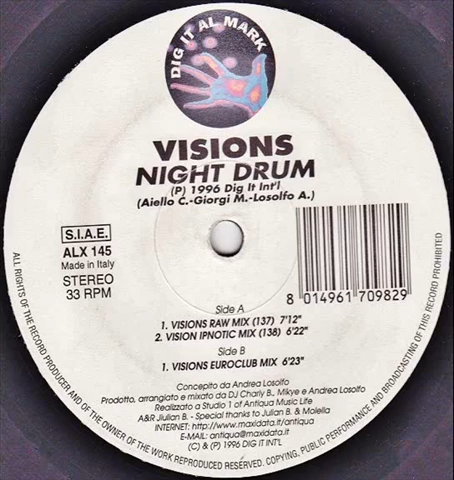 DIG IT AL MARK
VISIONS
NIGHT DRUM
(P) 1996 Dig It Int'l
(Aiello C.-Giorgi M.-Losolfo A.)
S.I.A.E.
ALX 145
Made in Italy
STEREO
33 RPM
8 014961 709829
Side A
1. VISIONS RAW MIX (137) 7'12"
2. VISION IPNOTIC MIX (138) 6'22"
Side B
1. VISIONS EUROCLUB MIX 6'23"
Concepito da Andrea Losolfo
Prodotto, arrangiato e mixato da DJ Charly B., Mikye e Andrea Losolfo
Realizzato a Studio 1 of Antiqua Music Life
A&R Jiulian B. - Special thanks to Julian B. & Molella
INTERNET: http://www.maxidata.it/antiqua
E-MAIL: antiqua@maxidata.it
(C) & (P) 1996 DIG IT INT'L
ALL RIGHTS OF THE RECORD PRODUCER AND OF THE OWNER OF THE WORK REPRODUCED RESERVED. COPYING, PUBLIC PERFORMANCE AND BROADCASTING OF THIS RECORD PROHIBITED